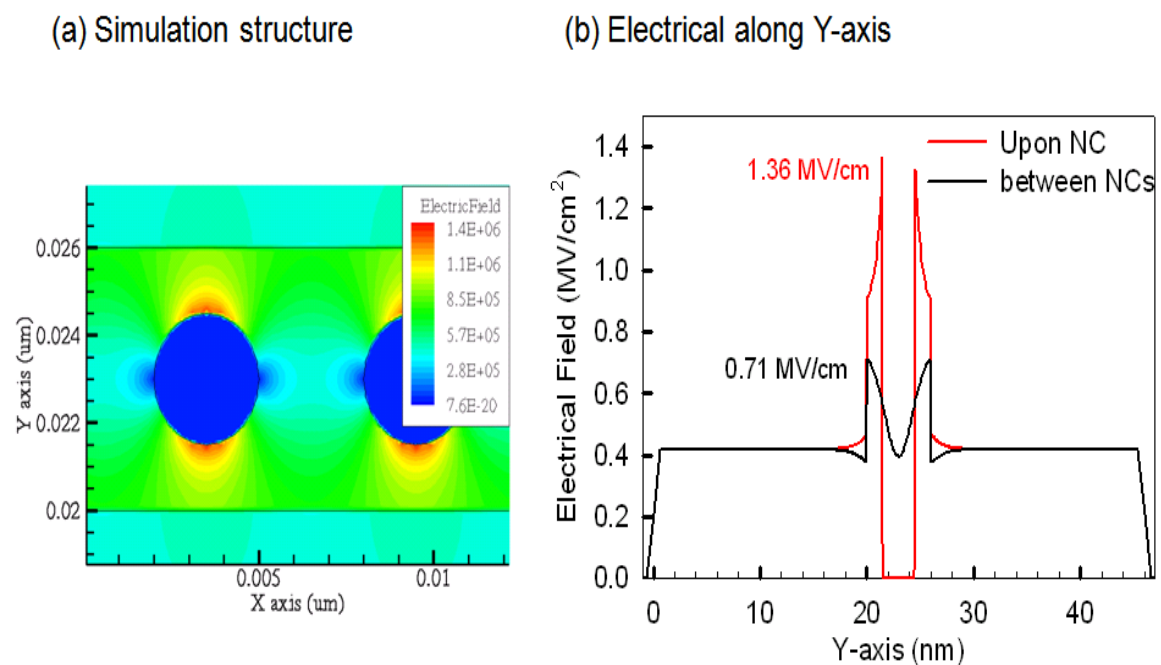 (a) Simulation structure
ElectricField
1.4E+06
1.1E+06
8.5E+05
5.7E+05
2.8E+05
7.6E-20
0.026
0.024
0.022
0.02
Y axis (um)
0.005
0.01
X axis (um)
(b) Electrical along Y-axis
Upon NC
between NCs
1.36 MV/cm
0.71 MV/cm
1.4
1.2
1.0
0.8
0.6
0.4
0.2
0.0
Electrical Field (MV/cm²)
0 10 20 30 40
Y-axis (nm)